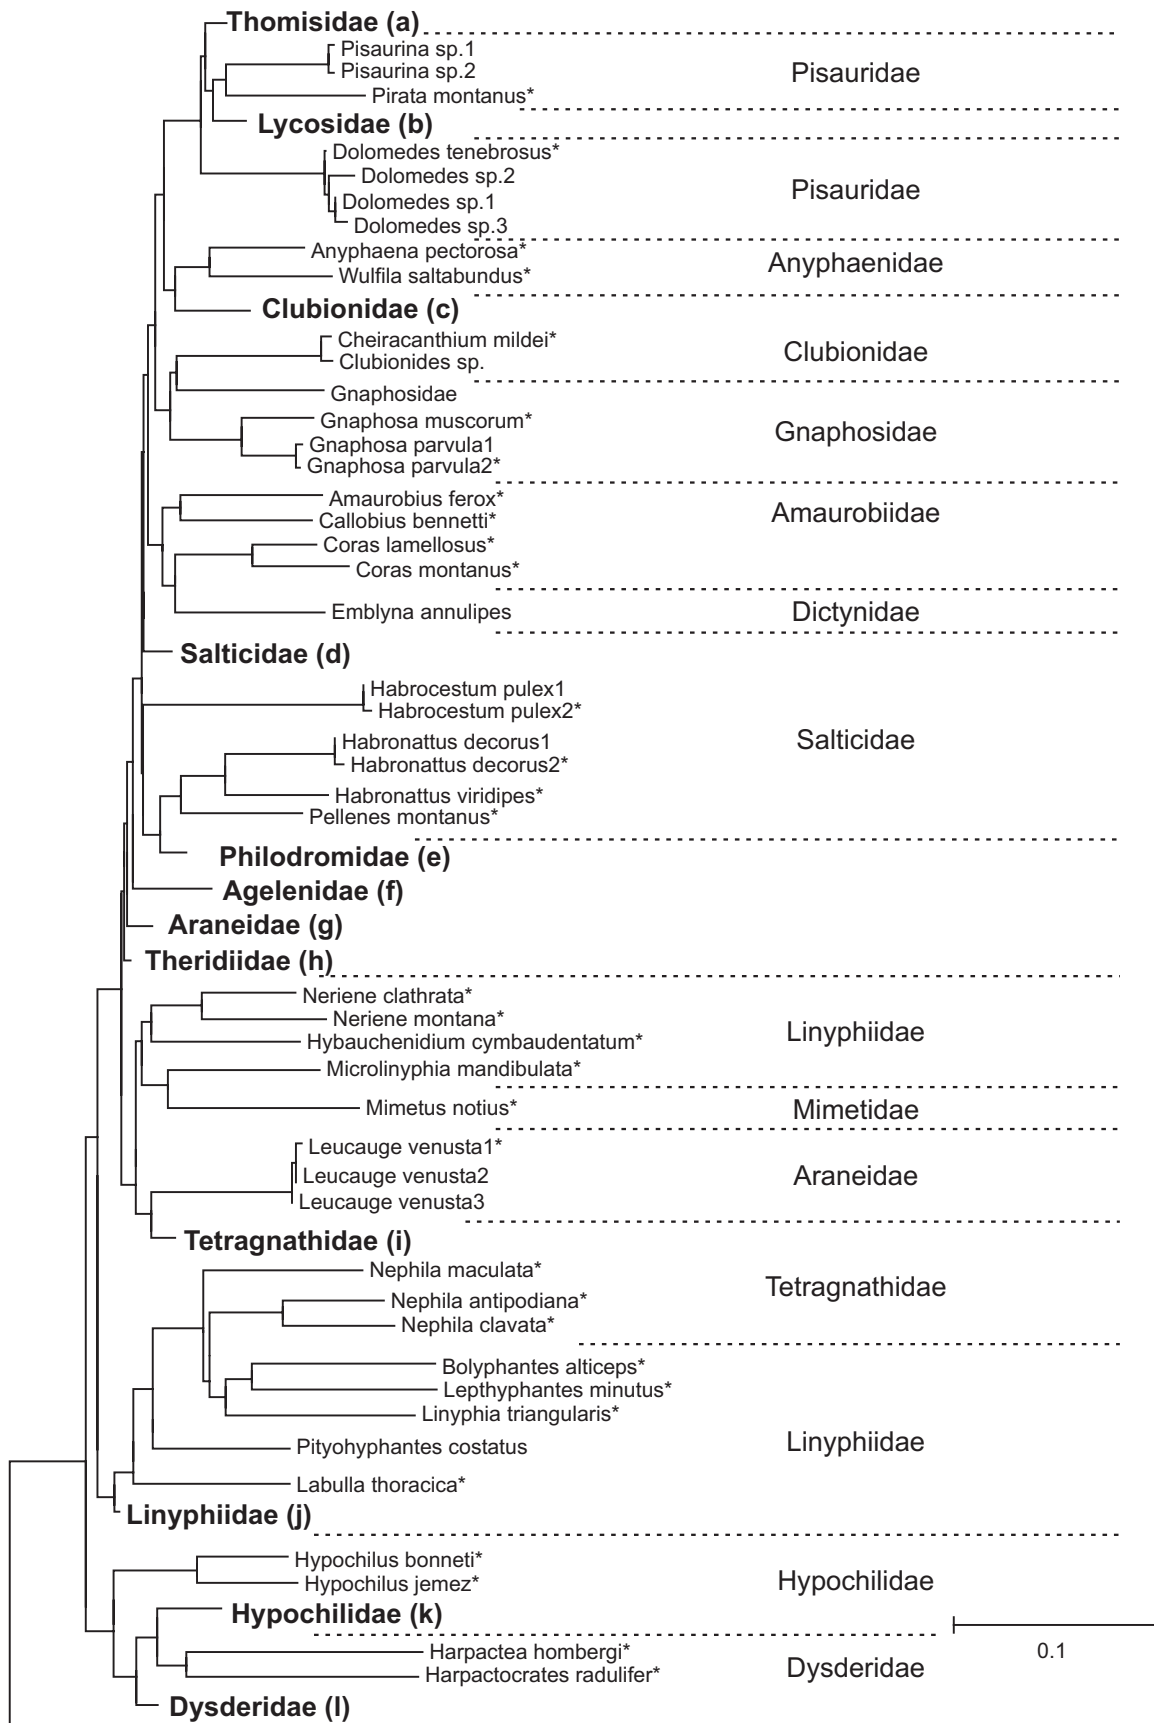 Thomisidae (a)
Pisaurina sp.1
Pisaurina sp.2
Pisauridae
Pirata montanus*
Lycosidae (b)
Dolomedes tenebrosus*
Dolomedes sp.2
Pisauridae
Dolomedes sp.1
Dolomedes sp.3
Anyphaena pectorosa*
Anyphaenidae
Wulfila saltabundus*
Clubionidae (c)
Cheiracanthium mildei*
Clubionidae
Clubionides sp.
Gnaphosidae
Gnaphosa muscorum*
Gnaphosidae
Gnaphosa parvula1
Gnaphosa parvula2*
Amaurobius ferox*
Amaurobiidae
Callobius bennetti*
Coras lamellosus*
Coras montanus*
Emblyna annulipes
Dictynidae
Salticidae (d)
Habrocestum pulex1
Habrocestum pulex2*
Salticidae
Habronattus decorus1
Habronattus decorus2*
Habronattus viridipes*
Pellenes montanus*
Philodromidae (e)
Agelenidae (f)
Araneidae (g)
Theridiidae (h)
Neriene clathrata*
Neriene montana*
Linyphiidae
Hybauchenidium cymbaudentatum*
Microlinyphia mandibulata*
Mimetus notius*
Mimetidae
Leucauge venusta1*
Leucauge venusta2
Araneidae
Leucauge venusta3
Tetragnathidae (i)
Nephila maculata*
Tetragnathidae
Nephila antipodiana*
Nephila clavata*
Bolyphantes alticeps*
Lepthyphantes minutus*
Linyphia triangularis*
Linyphiidae
Pityohyphantes costatus
Labulla thoracica*
Linyphiidae (j)
Hypochilus bonneti*
Hypochilidae
Hypochilus jemez*
Hypochilidae (k)
Harpactea hombergi*
0.1
Dysderidae
Harpactocrates radulifer*
Dysderidae (l)